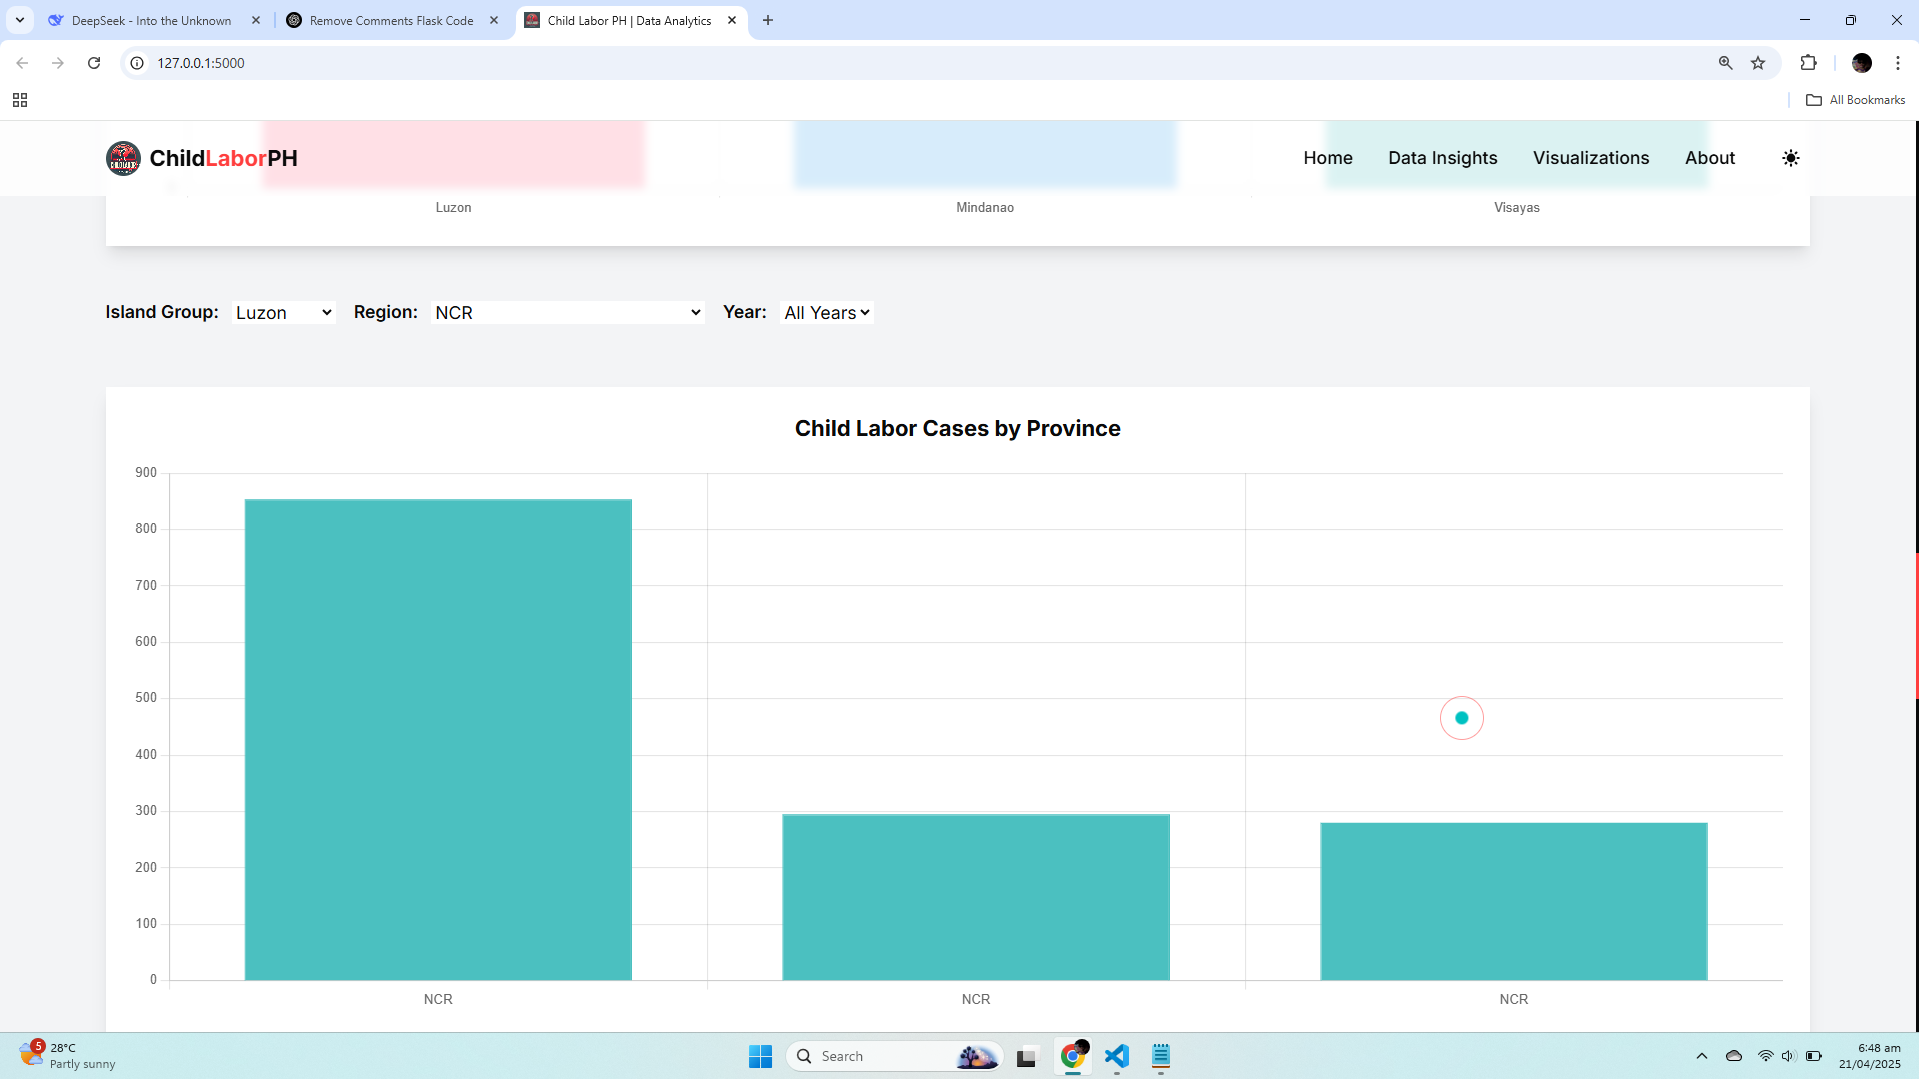 DeepSeek - Into the Unknown
Remove Comments Flask Code
Child Labor PH | Data Analytics
127.0.0.1:5000
All Bookmarks
ChildLaborPH
Home
Data Insights
Visualizations
About
Luzon
Mindanao
Visayas
Island Group: Luzon
Region: NCR
Year: All Years
Child Labor Cases by Province
900
800
700
600
500
400
300
200
100
0
NCR
NCR
NCR
5
28°C
Partly sunny
Search
6:48 am
21/04/2025